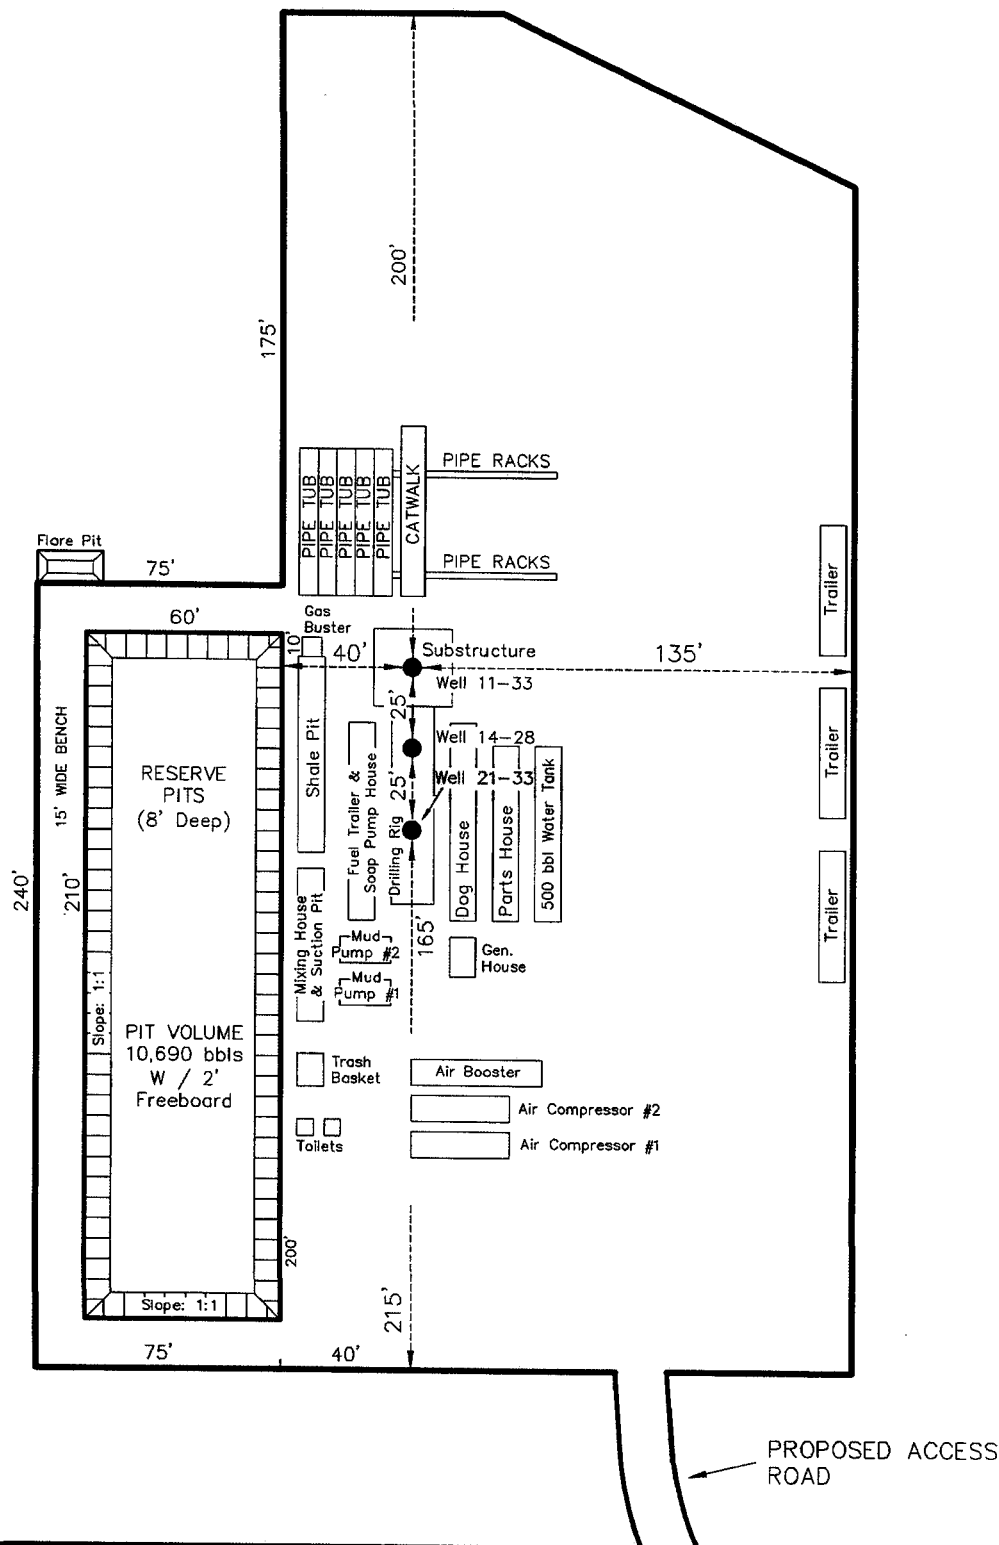 200'
175'
PIPE TUB
PIPE TUB
PIPE TUB
PIPE TUB
PIPE TUB
CATWALK
PIPE RACKS
PIPE RACKS
Flare Pit
75'
Trailer
60'
10'
Gas
Buster
40'
Substructure
135'
Well 11-33
25'
Well 14-28
25'
Well 21-33
Trailer
15' WIDE BENCH
RESERVE
PITS
(8' Deep)
Shale Pit
Fuel Trailer &
Soap Pump House
Drilling Rig
Dog House
Parts House
500 bbl Water Tank
Trailer
240'
210'
Mixing House
& Suction Pit
Mud
Pump #2
Mud
Pump #1
165'
Gen.
House
Slope: 1:1
PIT VOLUME
10,690 bbls
W / 2'
Freeboard
Trash
Basket
Air Booster
Air Compressor #2
Toilets
Air Compressor #1
200'
Slope: 1:1
215'
75'
40'
PROPOSED ACCESS
ROAD